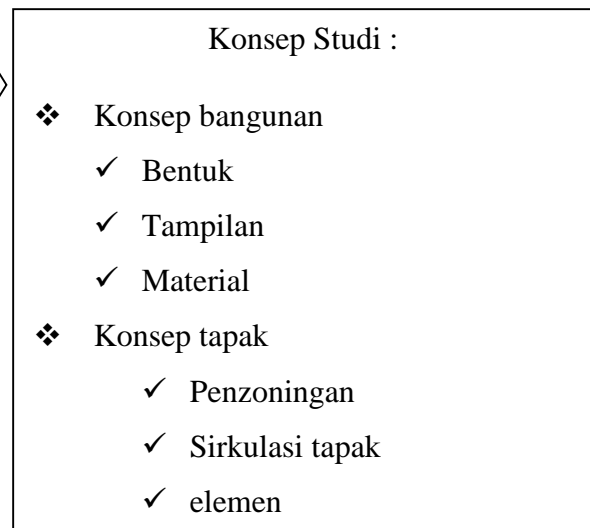 Konsep Studi :
❖ Konsep bangunan
✓ Bentuk
✓ Tampilan
✓ Material
❖ Konsep tapak
✓ Penzoningan
✓ Sirkulasi tapak
✓ elemen